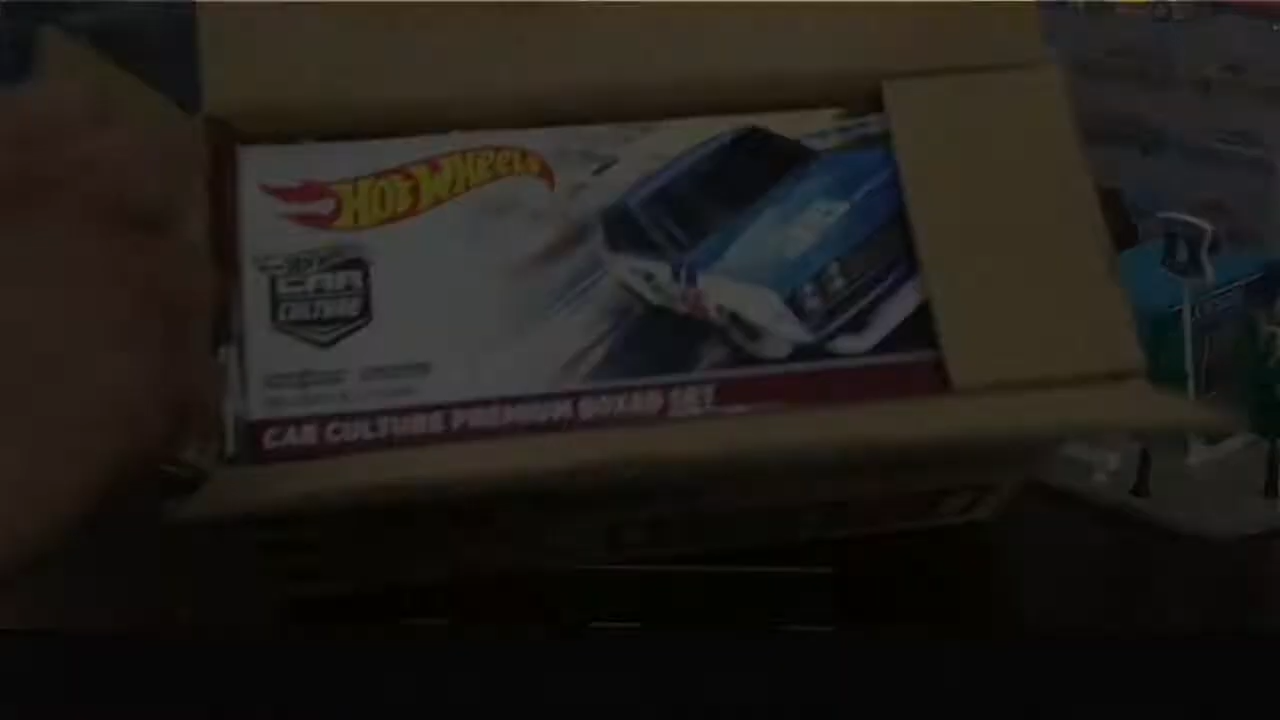 HOT WHEELS
CAR
CULTURE
CAR CULTURE PREMIUM BOXED SET